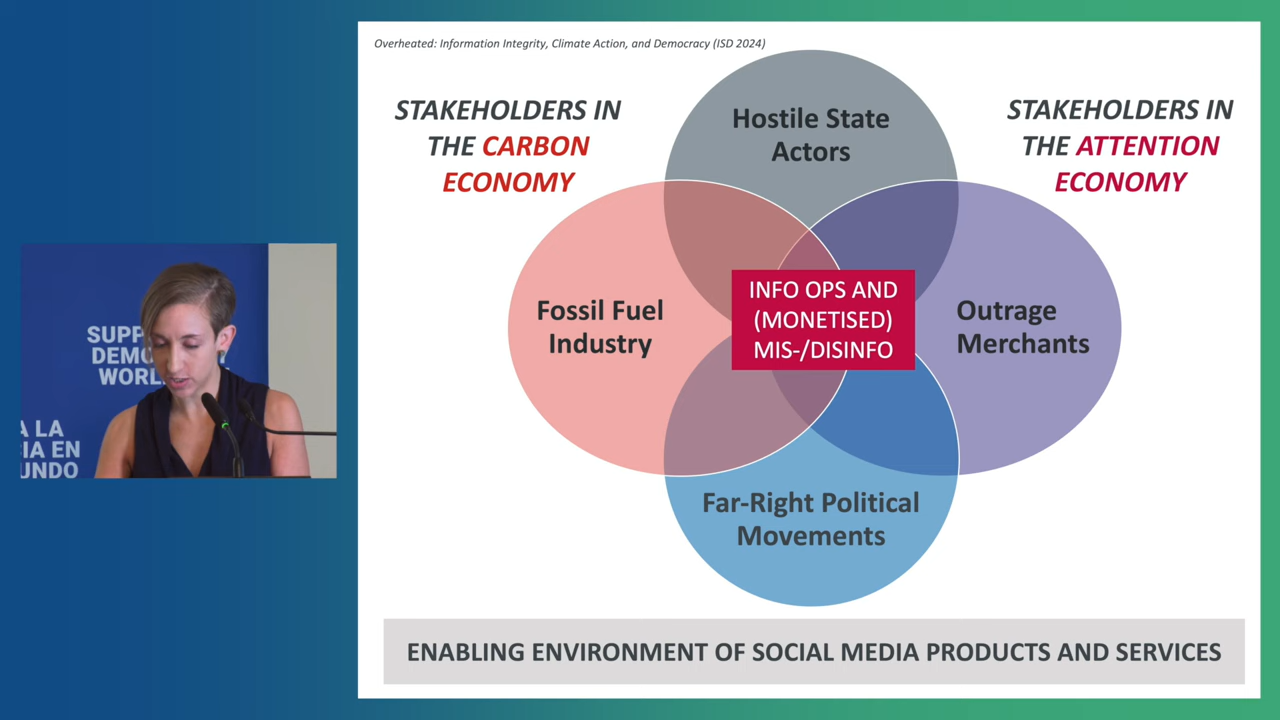 Overheated: Information Integrity, Climate Action, and Democracy (ISD 2024)
STAKEHOLDERS IN
THE CARBON
ECONOMY
STAKEHOLDERS IN
THE ATTENTION
ECONOMY
Hostile State
Actors
Fossil Fuel
Industry
INFO OPS AND
(MONETISED)
MIS-/DISINFO
Outrage
Merchants
Far-Right Political
Movements
ENABLING ENVIRONMENT OF SOCIAL MEDIA PRODUCTS AND SERVICES
A LA